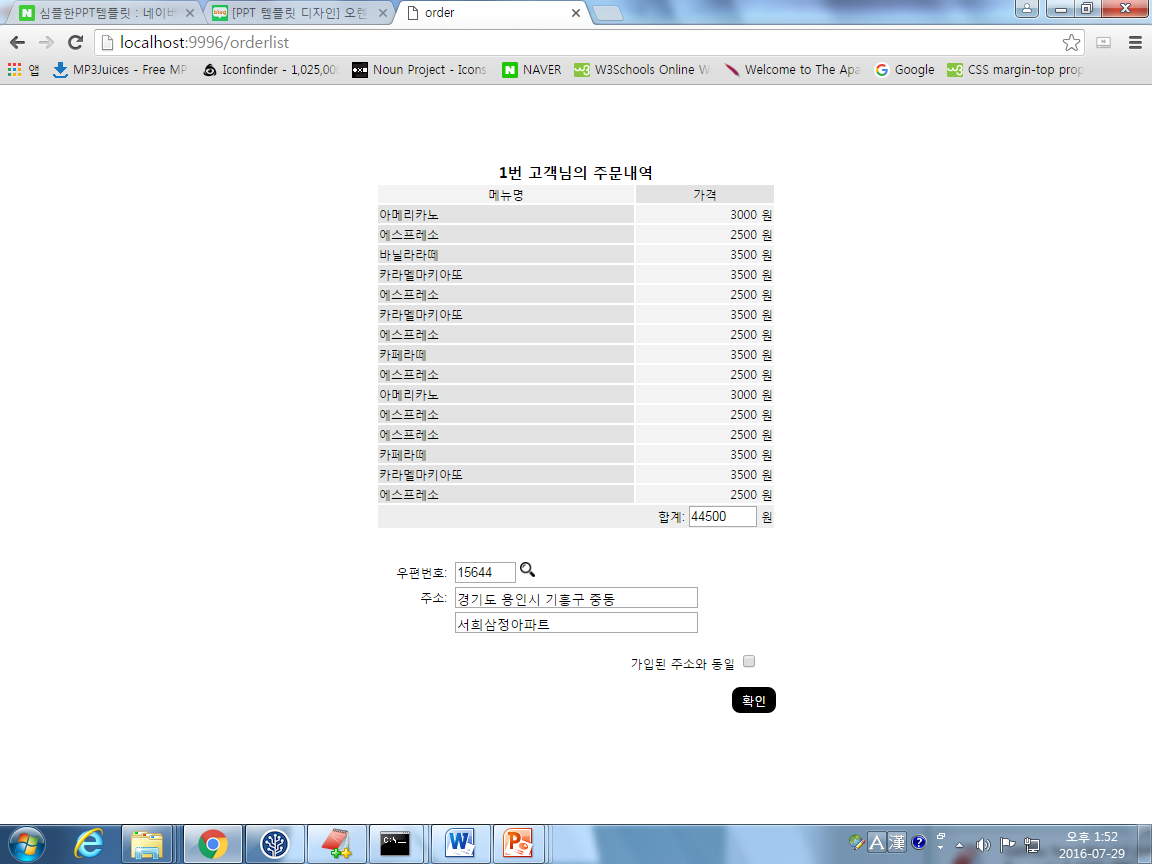 심플한PPT템플릿 : 네이버
[PPT 템플릿 디자인] 오렌
order
localhost:9996/orderlist
앱 MP3Juices - Free MP Iconfinder - 1,025,00 Noun Project - Icons NAVER W3Schools Online W Welcome to The Apa Google CSS margin-top prop
1번 고객님의 주문내역
메뉴명 가격
아메리카노 3000 원
에스프레소 2500 원
바닐라라떼 3500 원
카라멜마키아또 3500 원
에스프레소 2500 원
카라멜마키아또 3500 원
에스프레소 2500 원
카페라떼 3500 원
에스프레소 2500 원
아메리카노 3000 원
에스프레소 2500 원
에스프레소 2500 원
카페라떼 3500 원
카라멜마키아또 3500 원
에스프레소 2500 원
합계: 44500 원
우편번호: 15644
주소: 경기도 용인시 기흥구 중동
서희삼정아파트
가입된 주소와 동일
확인
A 漢
오후 1:52
2016-07-29